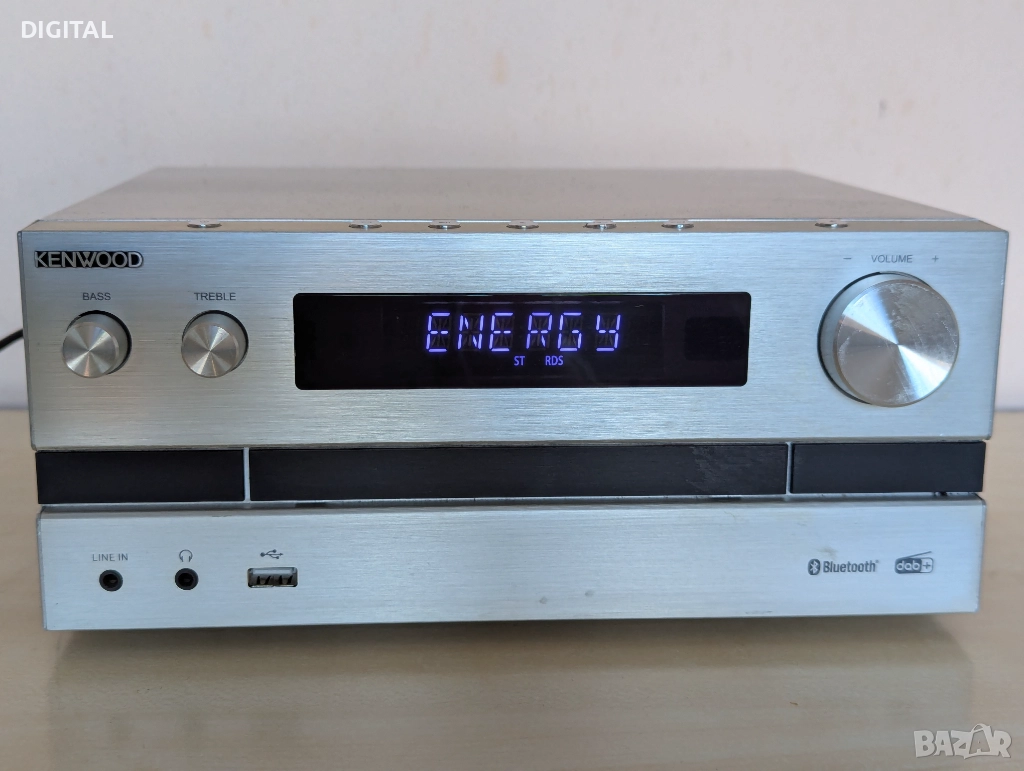 DIGITAL
KENWOOD
− VOLUME +
BASS TREBLE
ENERGY
ST RDS
LINE IN
Bluetooth®
dab+
BAZAR